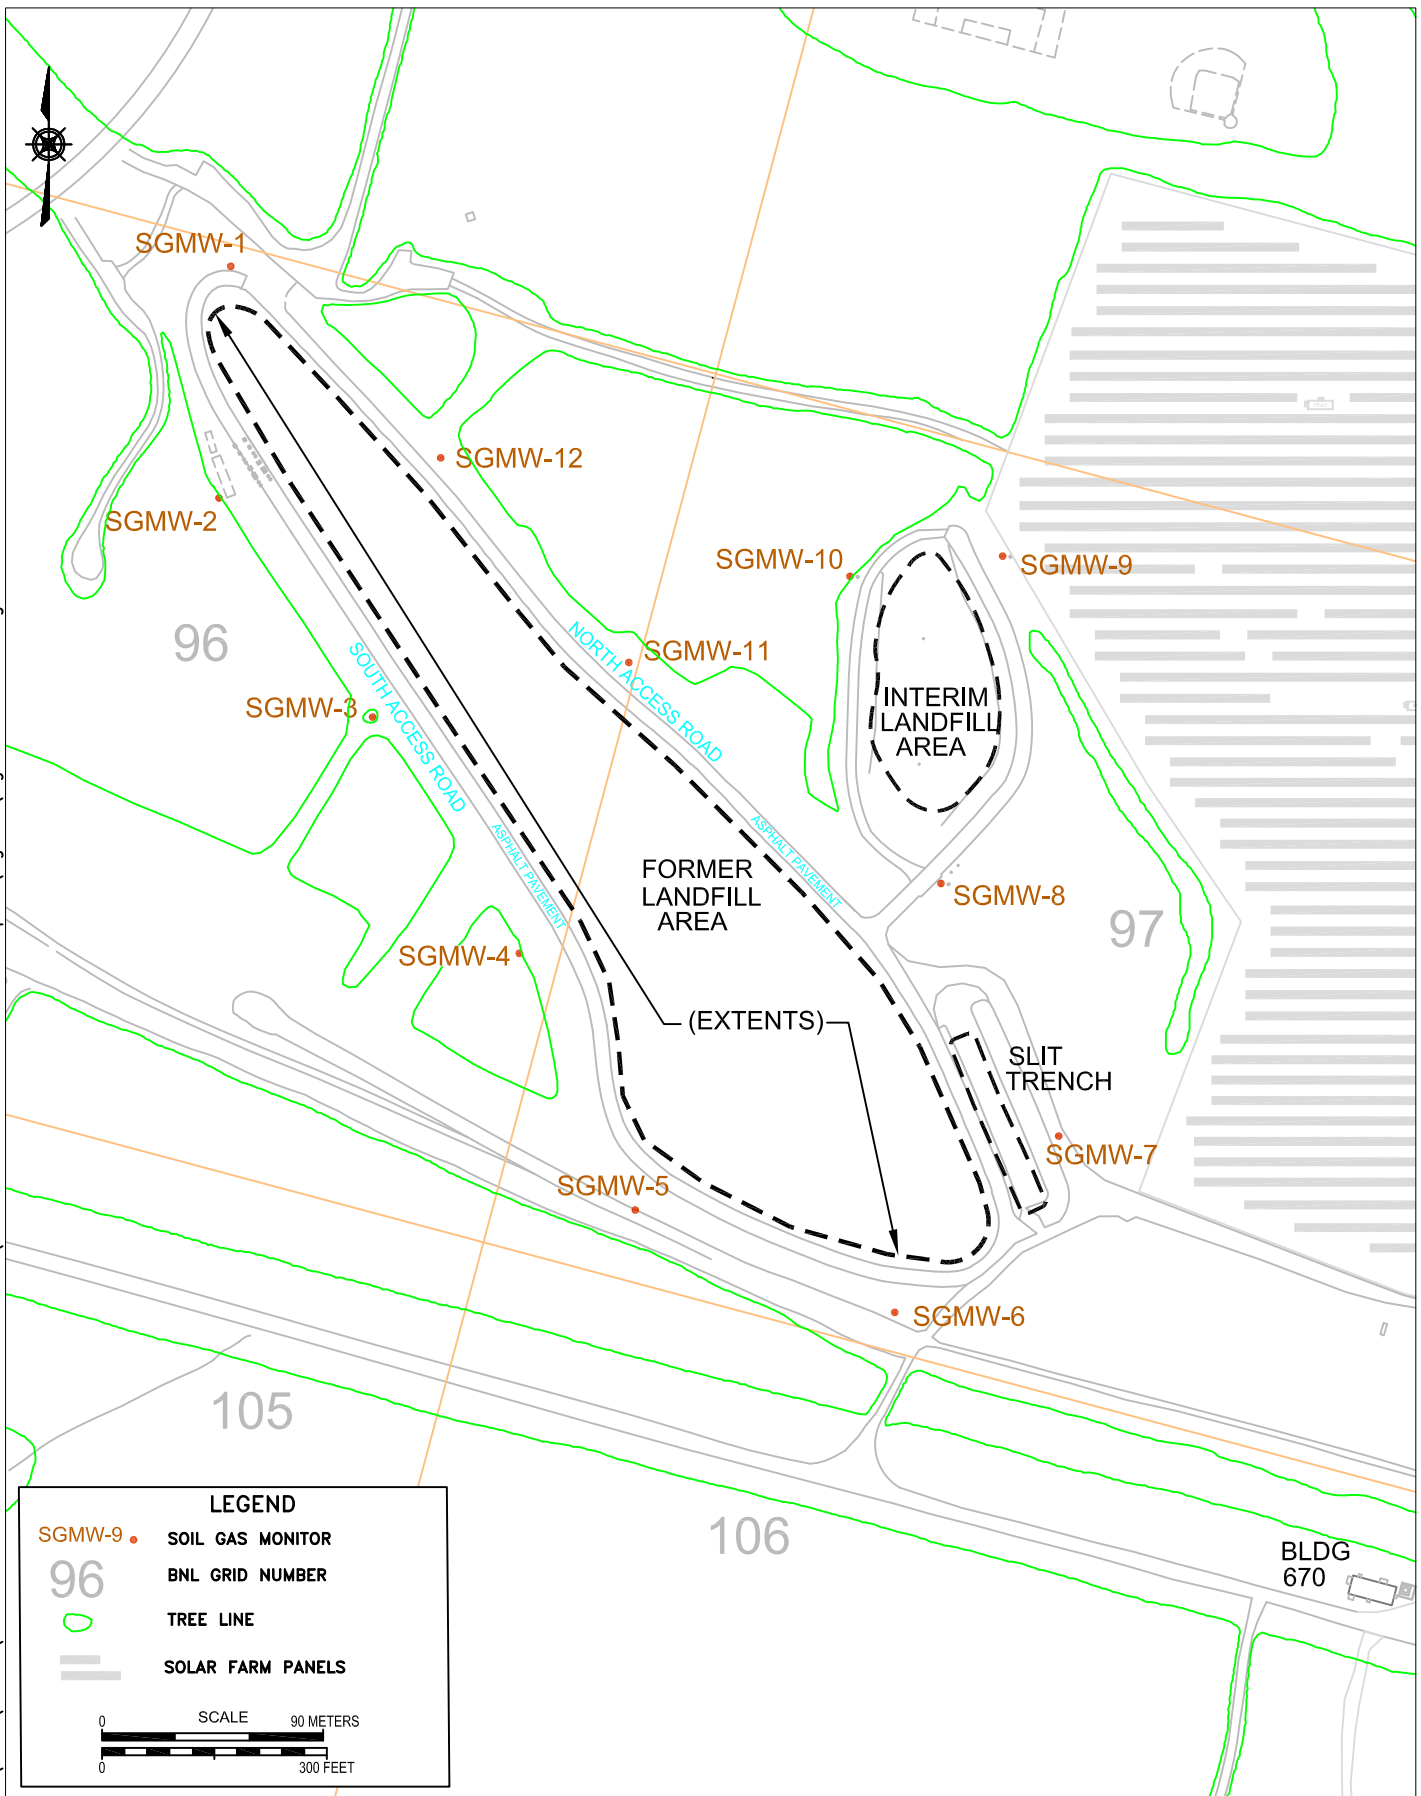 SGMW-1
SGMW-12
SGMW-2
SGMW-10
SGMW-9
96
NORTH ACCESS ROAD
SGMW-11
SOUTH ACCESS ROAD
SGMW-3
INTERIM
LANDFILL
AREA
ASPHALT PAVEMENT
ASPHALT PAVEMENT
FORMER
LANDFILL
AREA
SGMW-8
97
SGMW-4
(EXTENTS)
SLIT
TRENCH
SGMW-7
SGMW-5
SGMW-6
105
106
BLDG
670
LEGEND
SGMW-9 SOIL GAS MONITOR
96 BNL GRID NUMBER
TREE LINE
SOLAR FARM PANELS
SCALE
0 90 METERS
0 300 FEET